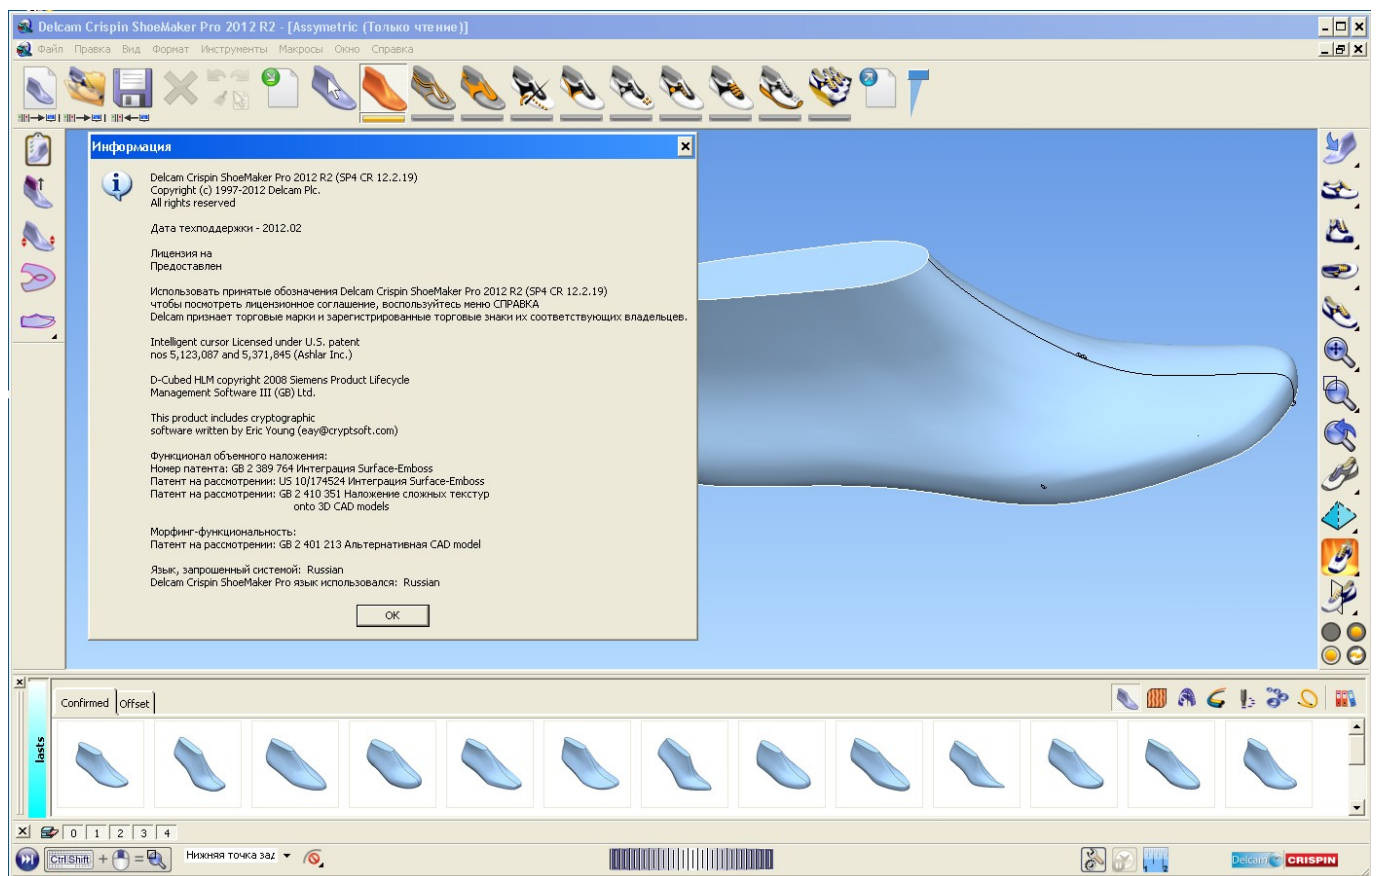 Delcam Crispin ShoeMaker Pro 2012 R2 - [Assymetric (Только чтение)]
Файл Правка Вид Формат Инструменты Макросы Окно Справка
Информация
Delcam Crispin ShoeMaker Pro 2012 R2 (SP4 CR 12.2.19)
Copyright (c) 1997-2012 Delcam Plc.
All rights reserved
Дата техподдержки - 2012.02
Лицензия на
Предоставлен
Использовать принятые обозначения Delcam Crispin ShoeMaker Pro 2012 R2 (SP4 CR 12.2.19)
чтобы посмотреть лицензионное соглашение, воспользуйтесь меню СПРАВКА
Delcam признает торговые марки и зарегистрированные торговые знаки их соответствующих владельцев.
Intelligent cursor Licensed under U.S. patent
nos 5,123,087 and 5,371,845 (Ashlar Inc.)
D-Cubed HLM copyright 2008 Siemens Product Lifecycle
Management Software III (GB) Ltd.
This product includes cryptographic
software written by Eric Young (eay@cryptsoft.com)
Функционал объемного наложения:
Номер патента: GB 2 389 764 Интеграция Surface-Emboss
Патент на рассмотрении: US 10/174524 Интеграция Surface-Emboss
Патент на рассмотрении: GB 2 410 351 Наложение сложных текстур
onto 3D CAD models
Морфинг-функциональность:
Патент на рассмотрении: GB 2 401 213 Альтернативная CAD model
Язык, запрошенный системой: Russian
Delcam Crispin ShoeMaker Pro язык использовался: Russian
OK
Confirmed Offset
lasts
0 1 2 3 4
Ctrl Shift + = Нижняя точка зад
1 2
Delcam CRISPIN